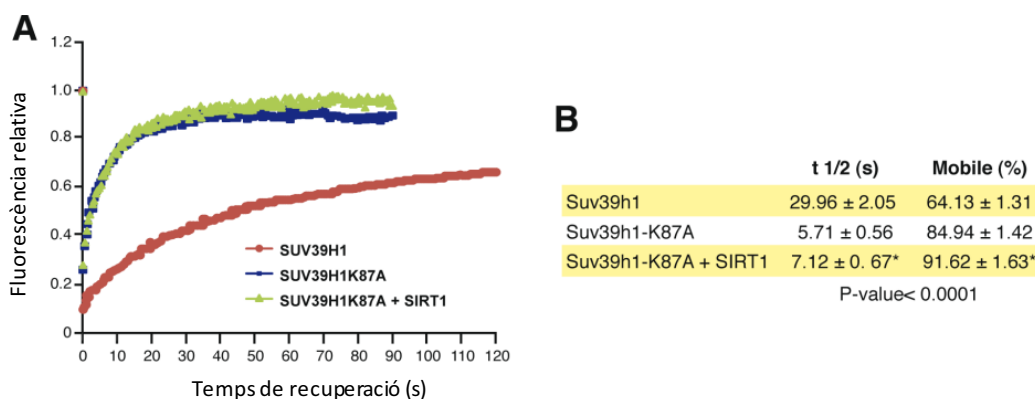 A
Fluorescència relativa
1.2
1.0
0.8
0.6
0.4
0.2
0
0 10 20 30 40 50 60 70 80 90 100 110 120
Temps de recuperació (s)
SUV39H1
SUV39H1K87A
SUV39H1K87A + SIRT1
B
t 1/2 (s) Mobile (%)
Suv39h1 29.96 ± 2.05 64.13 ± 1.31
Suv39h1-K87A 5.71 ± 0.56 84.94 ± 1.42
Suv39h1-K87A + SIRT1 7.12 ± 0. 67* 91.62 ± 1.63*
P-value< 0.0001